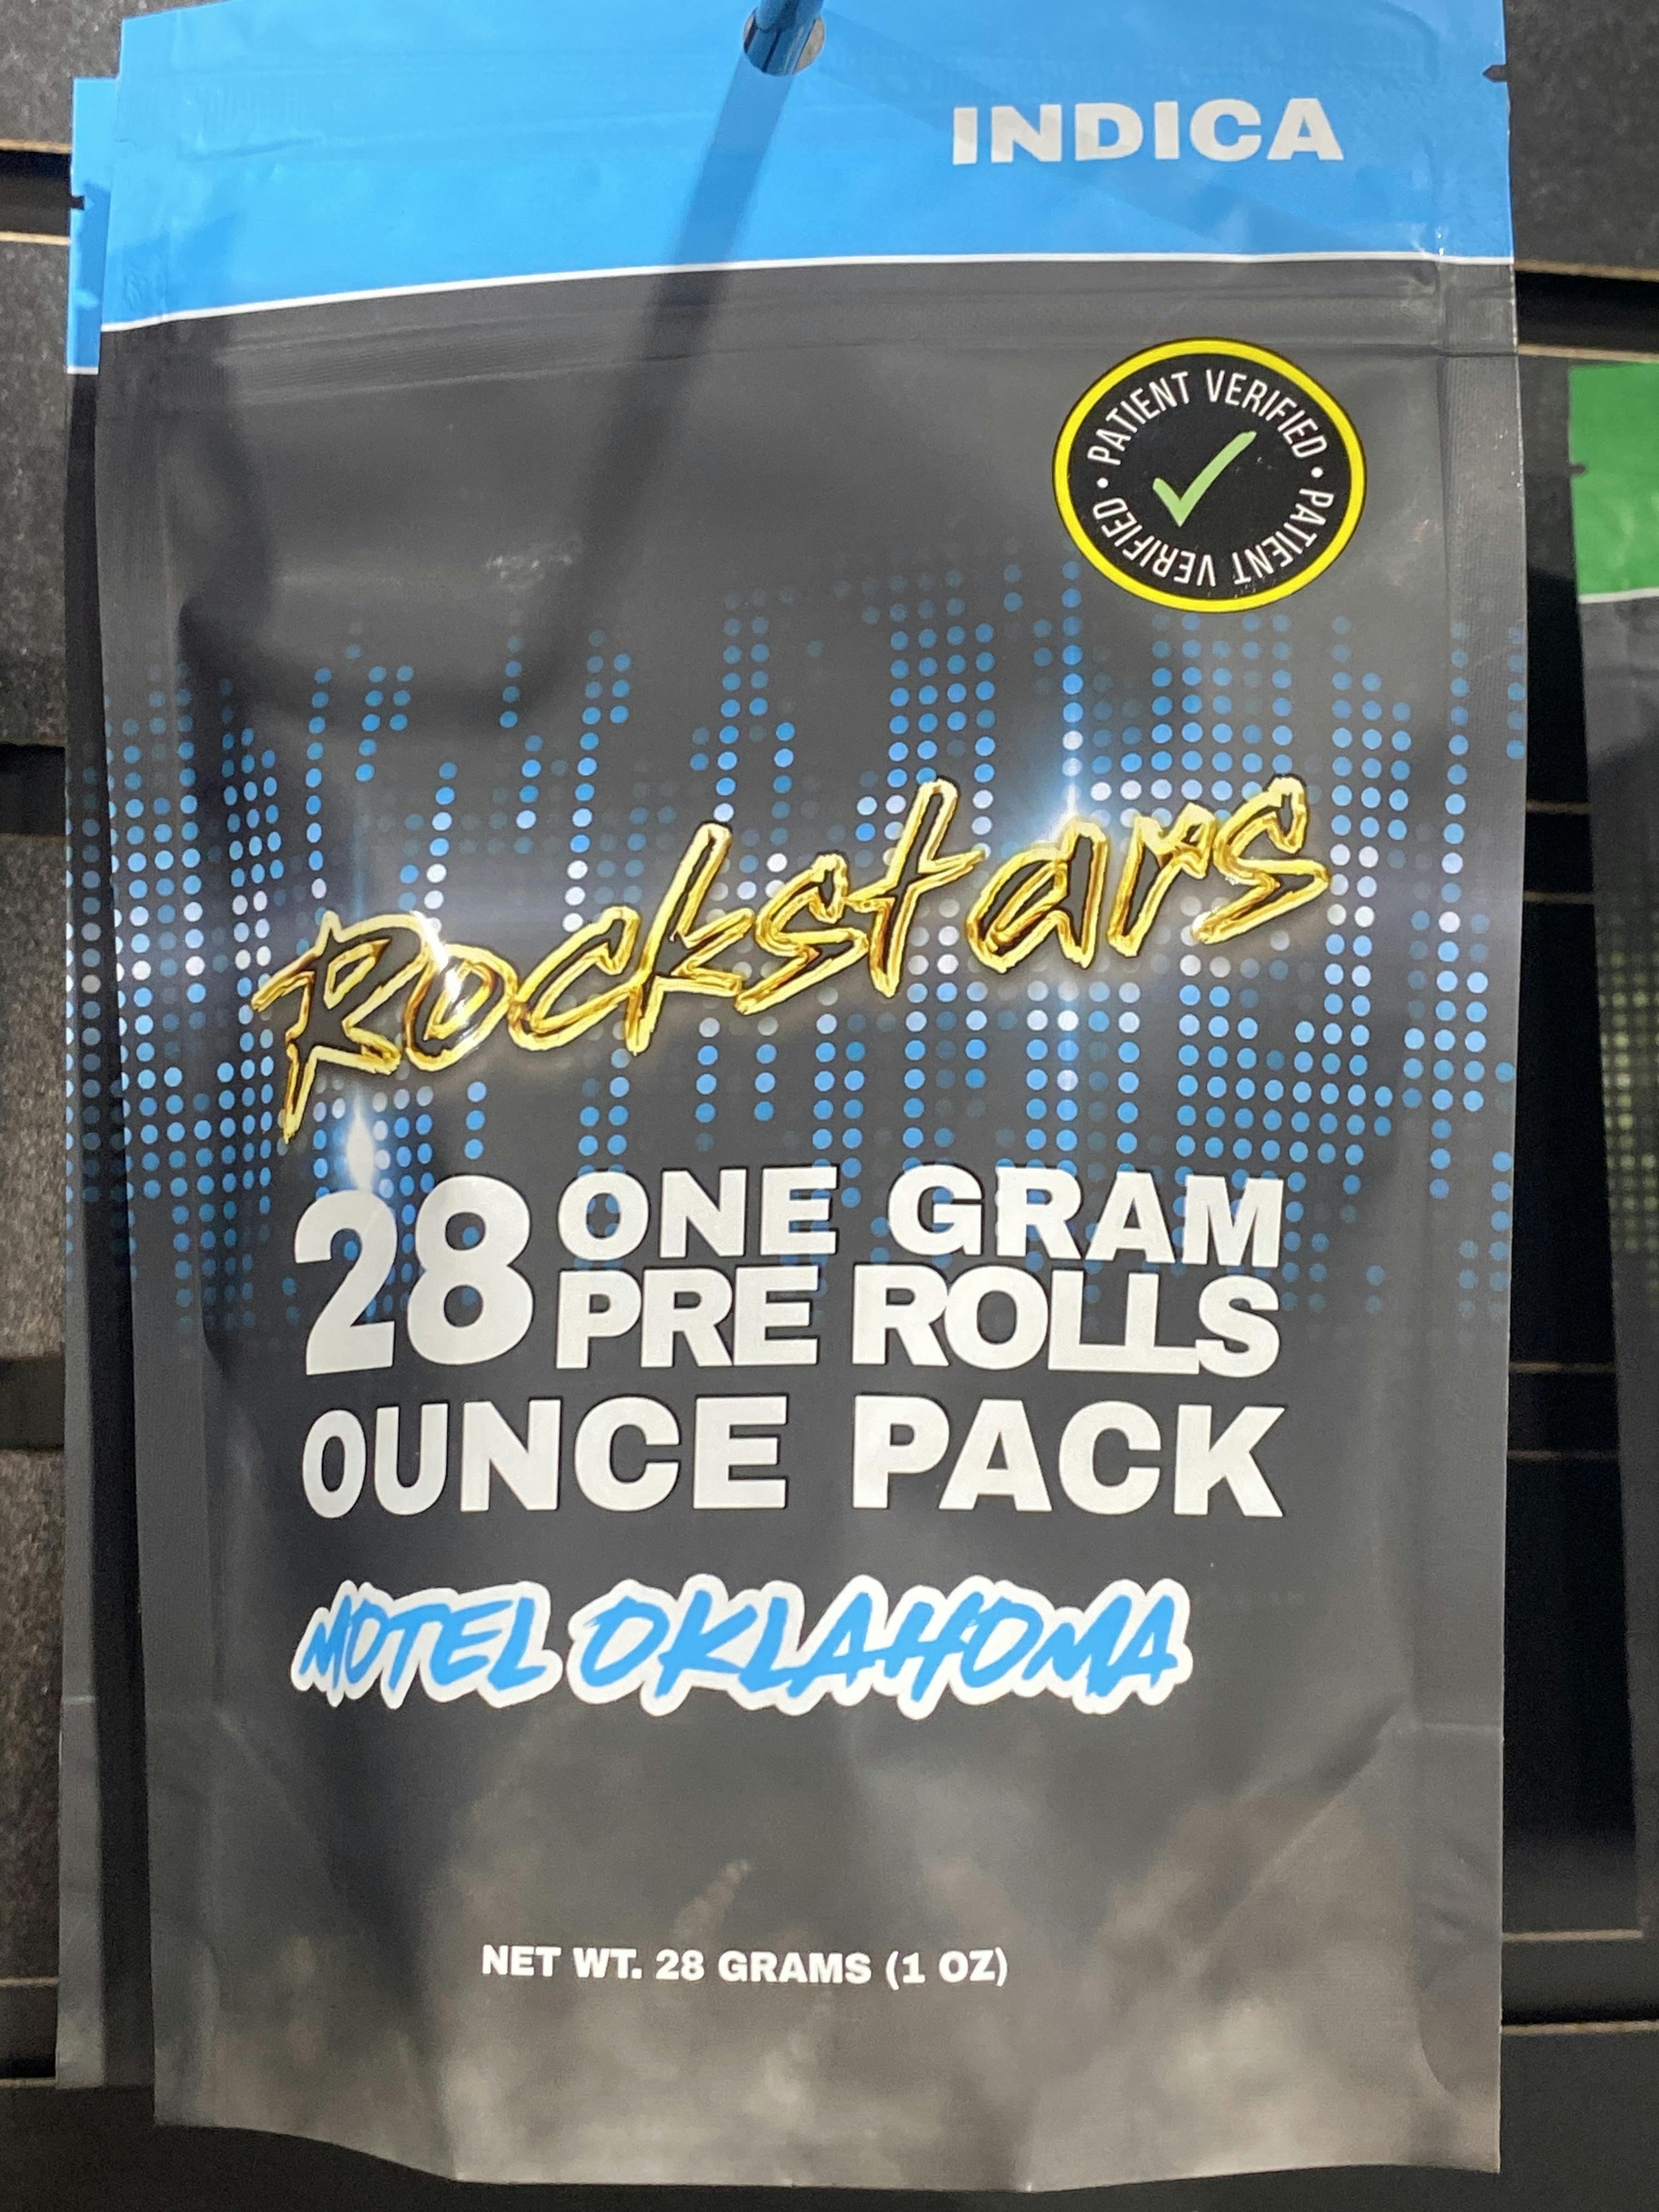 INDICA
PATIENT VERIFIED • PATIENT VERIFIED •
Rockstars
28 ONE GRAM
PRE ROLLS
OUNCE PACK
MOTEL OKLAHOMA
NET WT. 28 GRAMS (1 OZ)